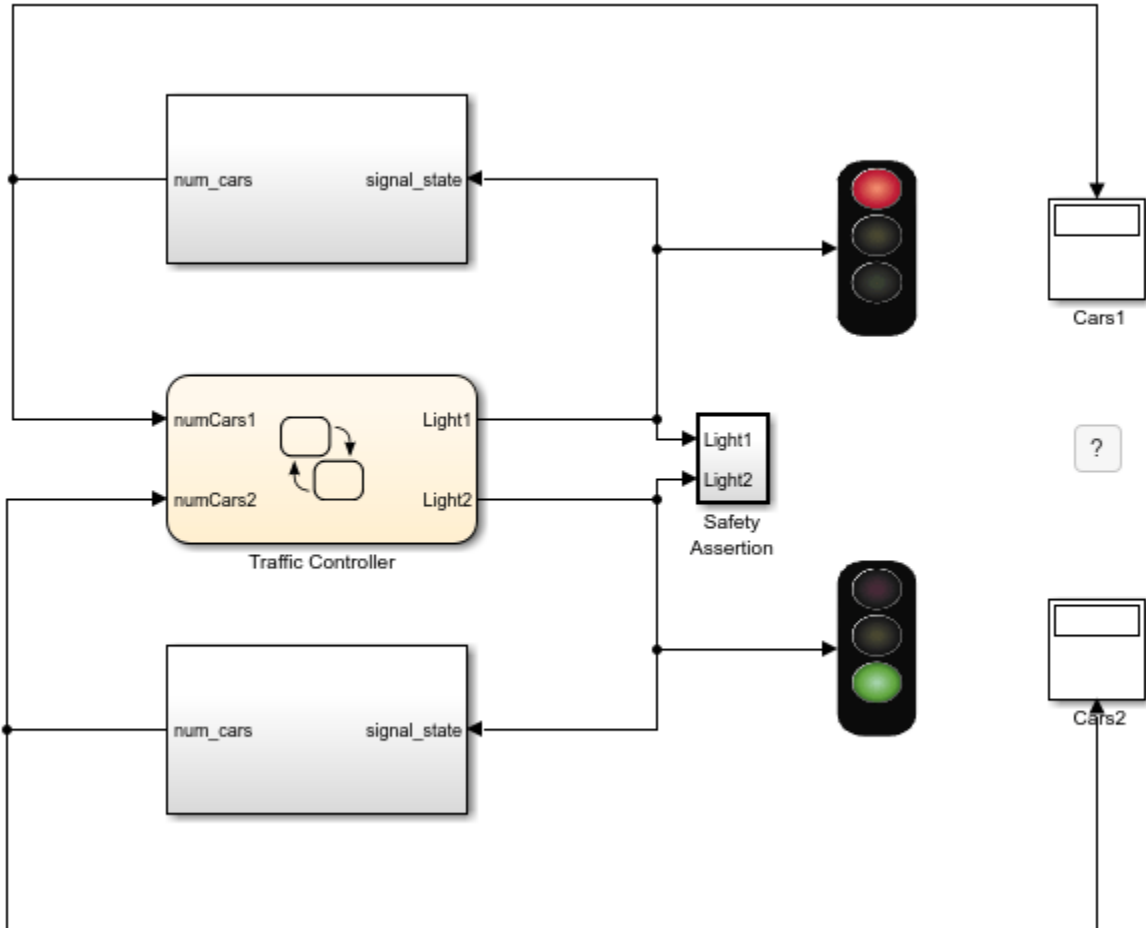 num_cars
signal_state
Cars1
numCars1
Light1
Light1
?
Light2
numCars2
Light2
Safety
Assertion
Traffic Controller
num_cars
signal_state
Cars2